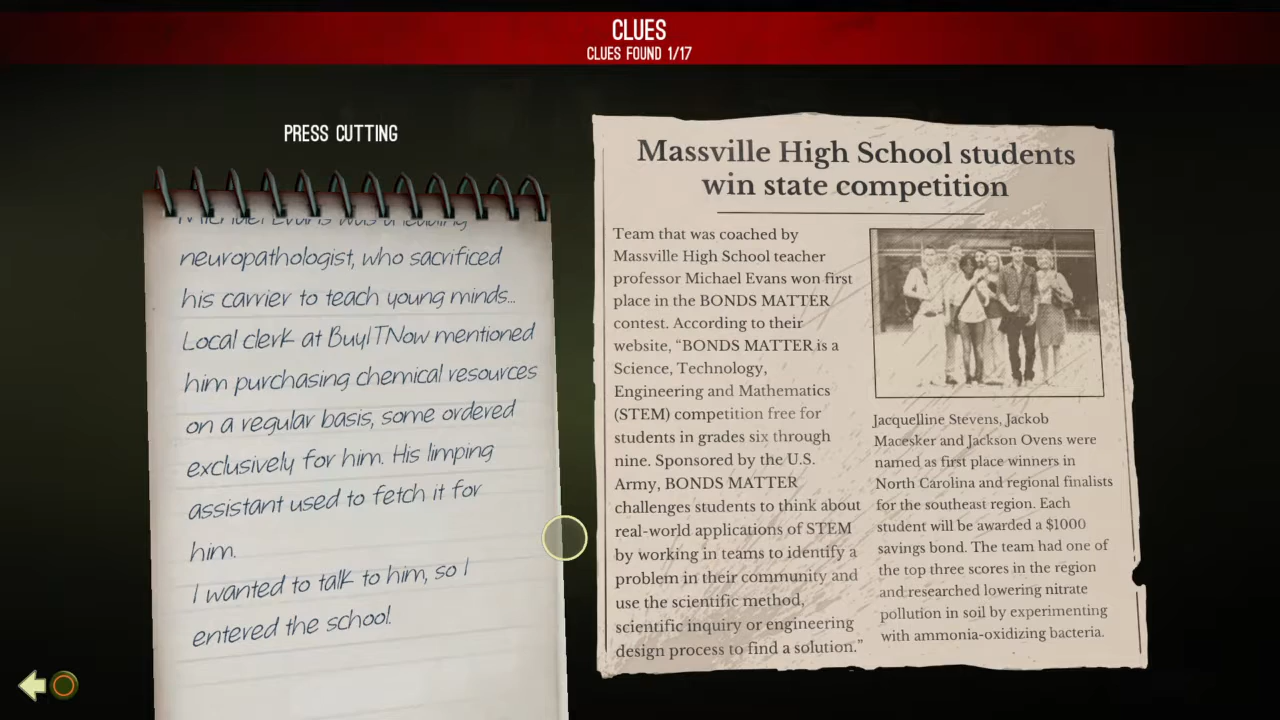 CLUES
CLUES FOUND 1/17
PRESS CUTTING
Michael Evans was a leading
neuropathologist, who sacrificed
his carrier to teach young minds...
Local clerk at BuyITNow mentioned
him purchasing chemical resources
on a regular basis, some ordered
exclusively for him. His limping
assistant used to fetch it for
him.
I wanted to talk to him, so I
entered the school.
Massville High School students
win state competition
Team that was coached by
Massville High School teacher
professor Michael Evans won first
place in the BONDS MATTER
contest. According to their
website, “BONDS MATTER is a
Science, Technology,
Engineering and Mathematics
(STEM) competition free for
students in grades six through
nine. Sponsored by the U.S.
Army, BONDS MATTER
challenges students to think about
real-world applications of STEM
by working in teams to identify a
problem in their community and
use the scientific method,
scientific inquiry or engineering
design process to find a solution.”
Jacquelline Stevens, Jackob
Macesker and Jackson Ovens were
named as first place winners in
North Carolina and regional finalists
for the southeast region. Each
student will be awarded a $1000
savings bond. The team had one of
the top three scores in the region
and researched lowering nitrate
pollution in soil by experimenting
with ammonia-oxidizing bacteria.